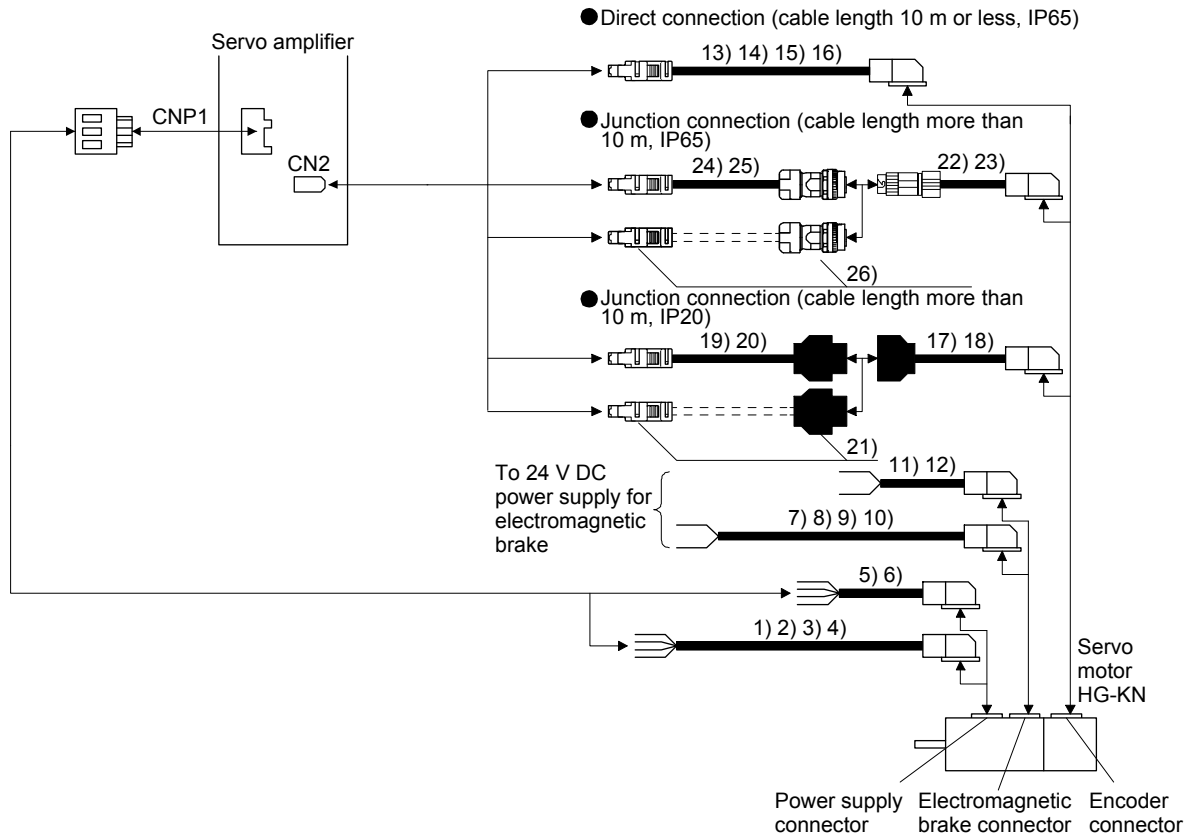 ● Direct connection (cable length 10 m or less, IP65)
Servo amplifier
13) 14) 15) 16)
CNP1
● Junction connection (cable length more than
10 m, IP65)
CN2
24) 25)
22) 23)
26)
● Junction connection (cable length more than
10 m, IP20)
19) 20)
17) 18)
21)
To 24 V DC
power supply for
electromagnetic
brake
11) 12)
7) 8) 9) 10)
5) 6)
1) 2) 3) 4)
Servo
motor
HG-KN
Power supply
connector
Electromagnetic
brake connector
Encoder
connector